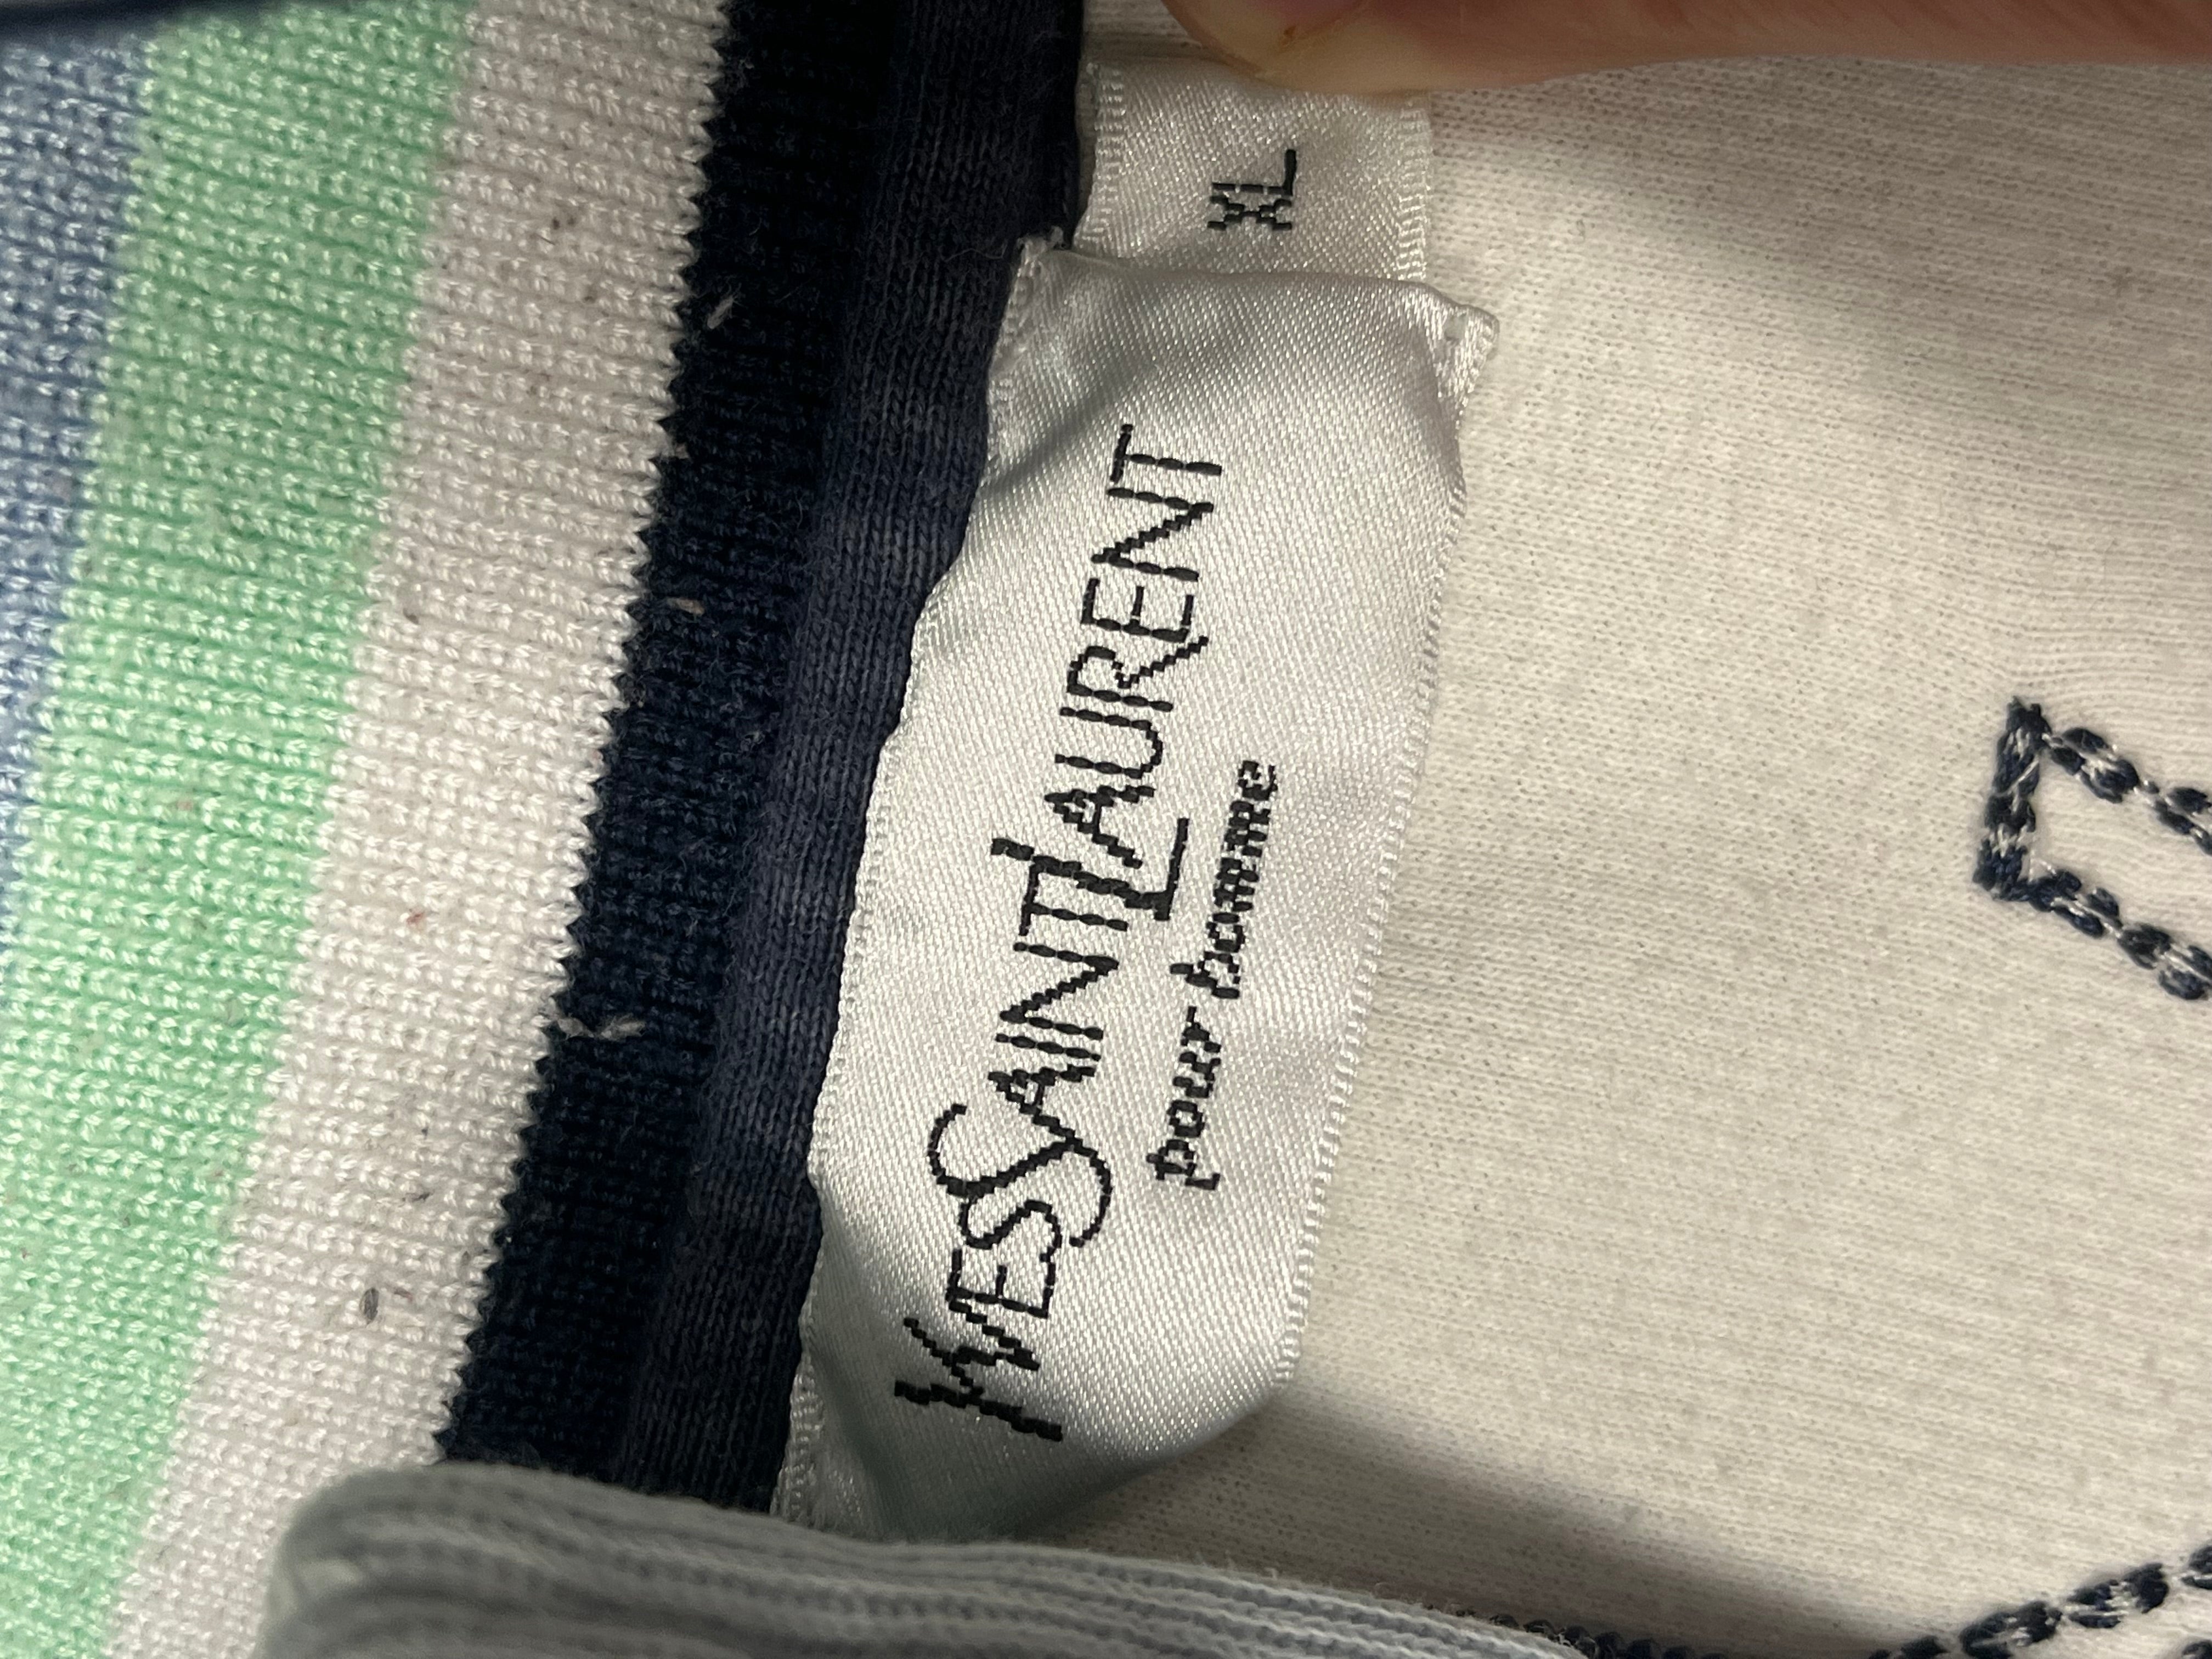 YVESSAINTLAURENT
pour homme
XL